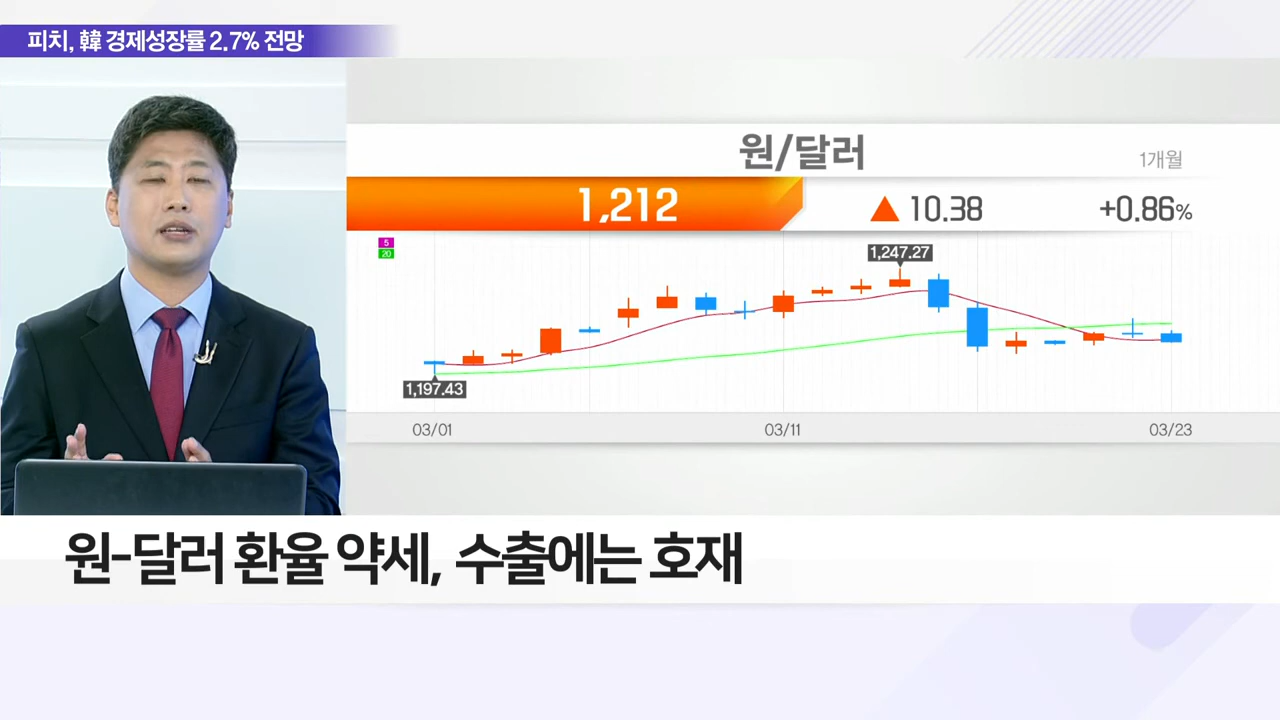 피치, 韓 경제성장률 2.7% 전망
원/달러
1개월
1,212 ▲ 10.38 +0.86%
5
20
1,247.27
1,197.43
03/01 03/11 03/23
원-달러 환율 약세, 수출에는 호재